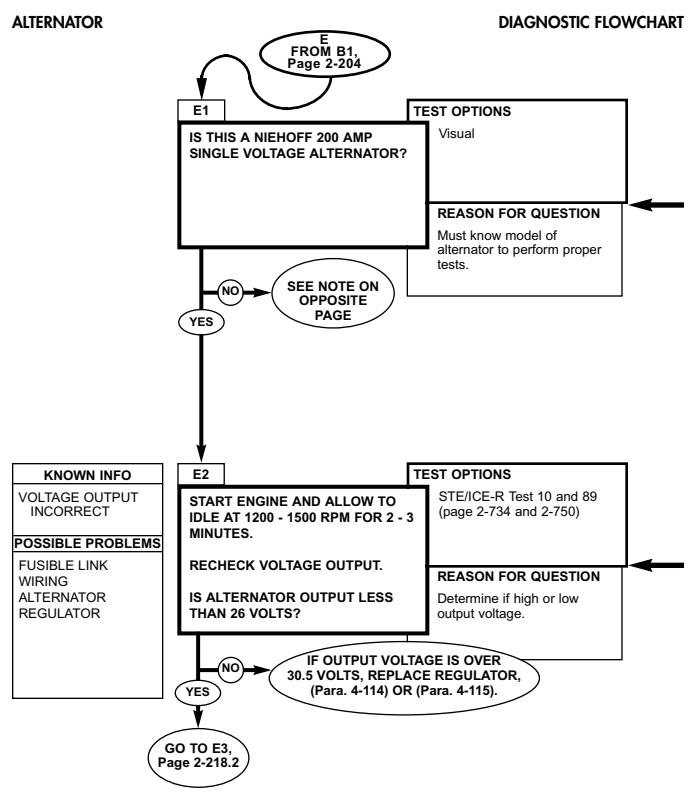 ALTERNATOR
DIAGNOSTIC FLOWCHART
E
FROM B1,
Page 2-204
E1
IS THIS A NIEHOFF 200 AMP
SINGLE VOLTAGE ALTERNATOR?
TEST OPTIONS
Visual
REASON FOR QUESTION
Must know model of
alternator to perform proper
tests.
NO
SEE NOTE ON
OPPOSITE
PAGE
YES
KNOWN INFO
VOLTAGE OUTPUT
INCORRECT
POSSIBLE PROBLEMS
FUSIBLE LINK
WIRING
ALTERNATOR
REGULATOR
E2
START ENGINE AND ALLOW TO
IDLE AT 1200 - 1500 RPM FOR 2 - 3
MINUTES.
RECHECK VOLTAGE OUTPUT.
IS ALTERNATOR OUTPUT LESS
THAN 26 VOLTS?
TEST OPTIONS
STE/ICE-R Test 10 and 89
(page 2-734 and 2-750)
REASON FOR QUESTION
Determine if high or low
output voltage.
NO
IF OUTPUT VOLTAGE IS OVER
30.5 VOLTS, REPLACE REGULATOR,
(Para. 4-114) OR (Para. 4-115).
YES
GO TO E3,
Page 2-218.2